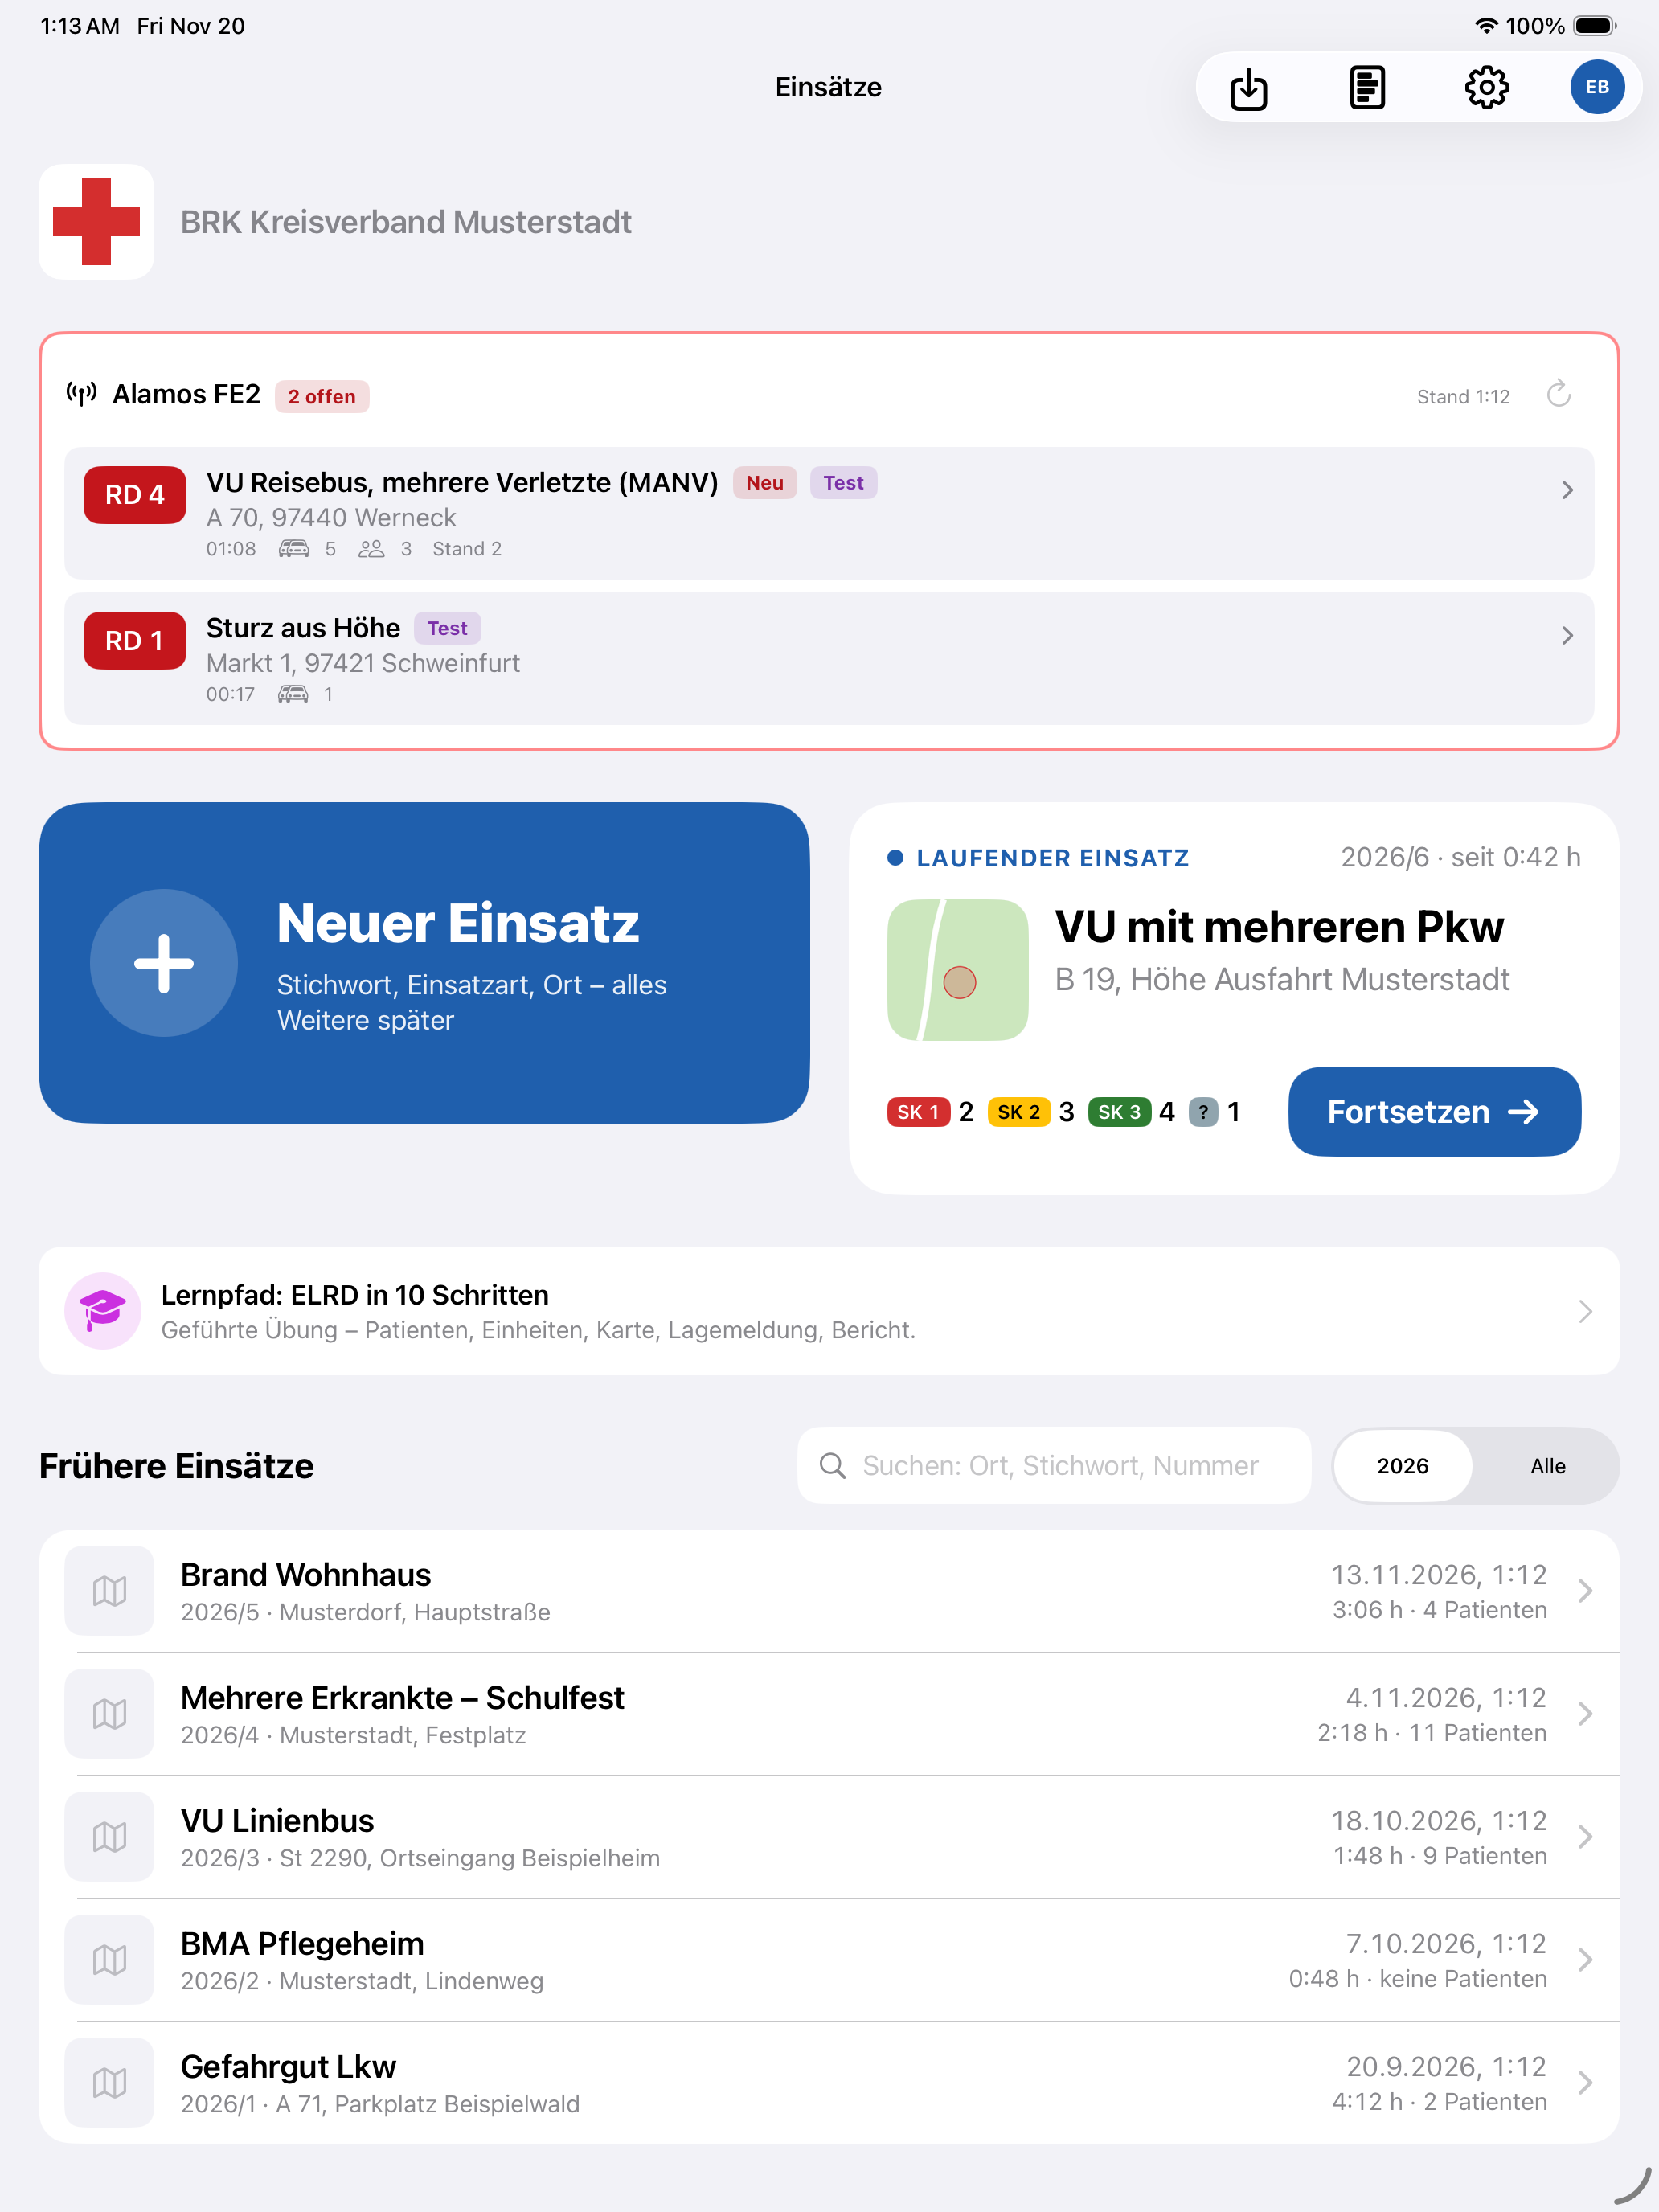 1:13 AM Fri Nov 20
100%
Einsätze
EB
BRK Kreisverband Musterstadt
Alamos FE2 2 offen
Stand 1:12
RD 4
VU Reisebus, mehrere Verletzte (MANV) Neu Test
A 70, 97440 Werneck
01:08 5 3 Stand 2
RD 1
Sturz aus Höhe Test
Markt 1, 97421 Schweinfurt
00:17 1
Neuer Einsatz
Stichwort, Einsatzart, Ort – alles
Weitere später
LAUFENDER EINSATZ 2026/6 · seit 0:42 h
VU mit mehreren Pkw
B 19, Höhe Ausfahrt Musterstadt
SK 1 2 SK 2 3 SK 3 4 ? 1
Fortsetzen
Lernpfad: ELRD in 10 Schritten
Geführte Übung – Patienten, Einheiten, Karte, Lagemeldung, Bericht.
Frühere Einsätze
Suchen: Ort, Stichwort, Nummer
2026 Alle
Brand Wohnhaus
2026/5 · Musterdorf, Hauptstraße
13.11.2026, 1:12
3:06 h · 4 Patienten
Mehrere Erkrankte – Schulfest
2026/4 · Musterstadt, Festplatz
4.11.2026, 1:12
2:18 h · 11 Patienten
VU Linienbus
2026/3 · St 2290, Ortseingang Beispielheim
18.10.2026, 1:12
1:48 h · 9 Patienten
BMA Pflegeheim
2026/2 · Musterstadt, Lindenweg
7.10.2026, 1:12
0:48 h · keine Patienten
Gefahrgut Lkw
2026/1 · A 71, Parkplatz Beispielwald
20.9.2026, 1:12
4:12 h · 2 Patienten